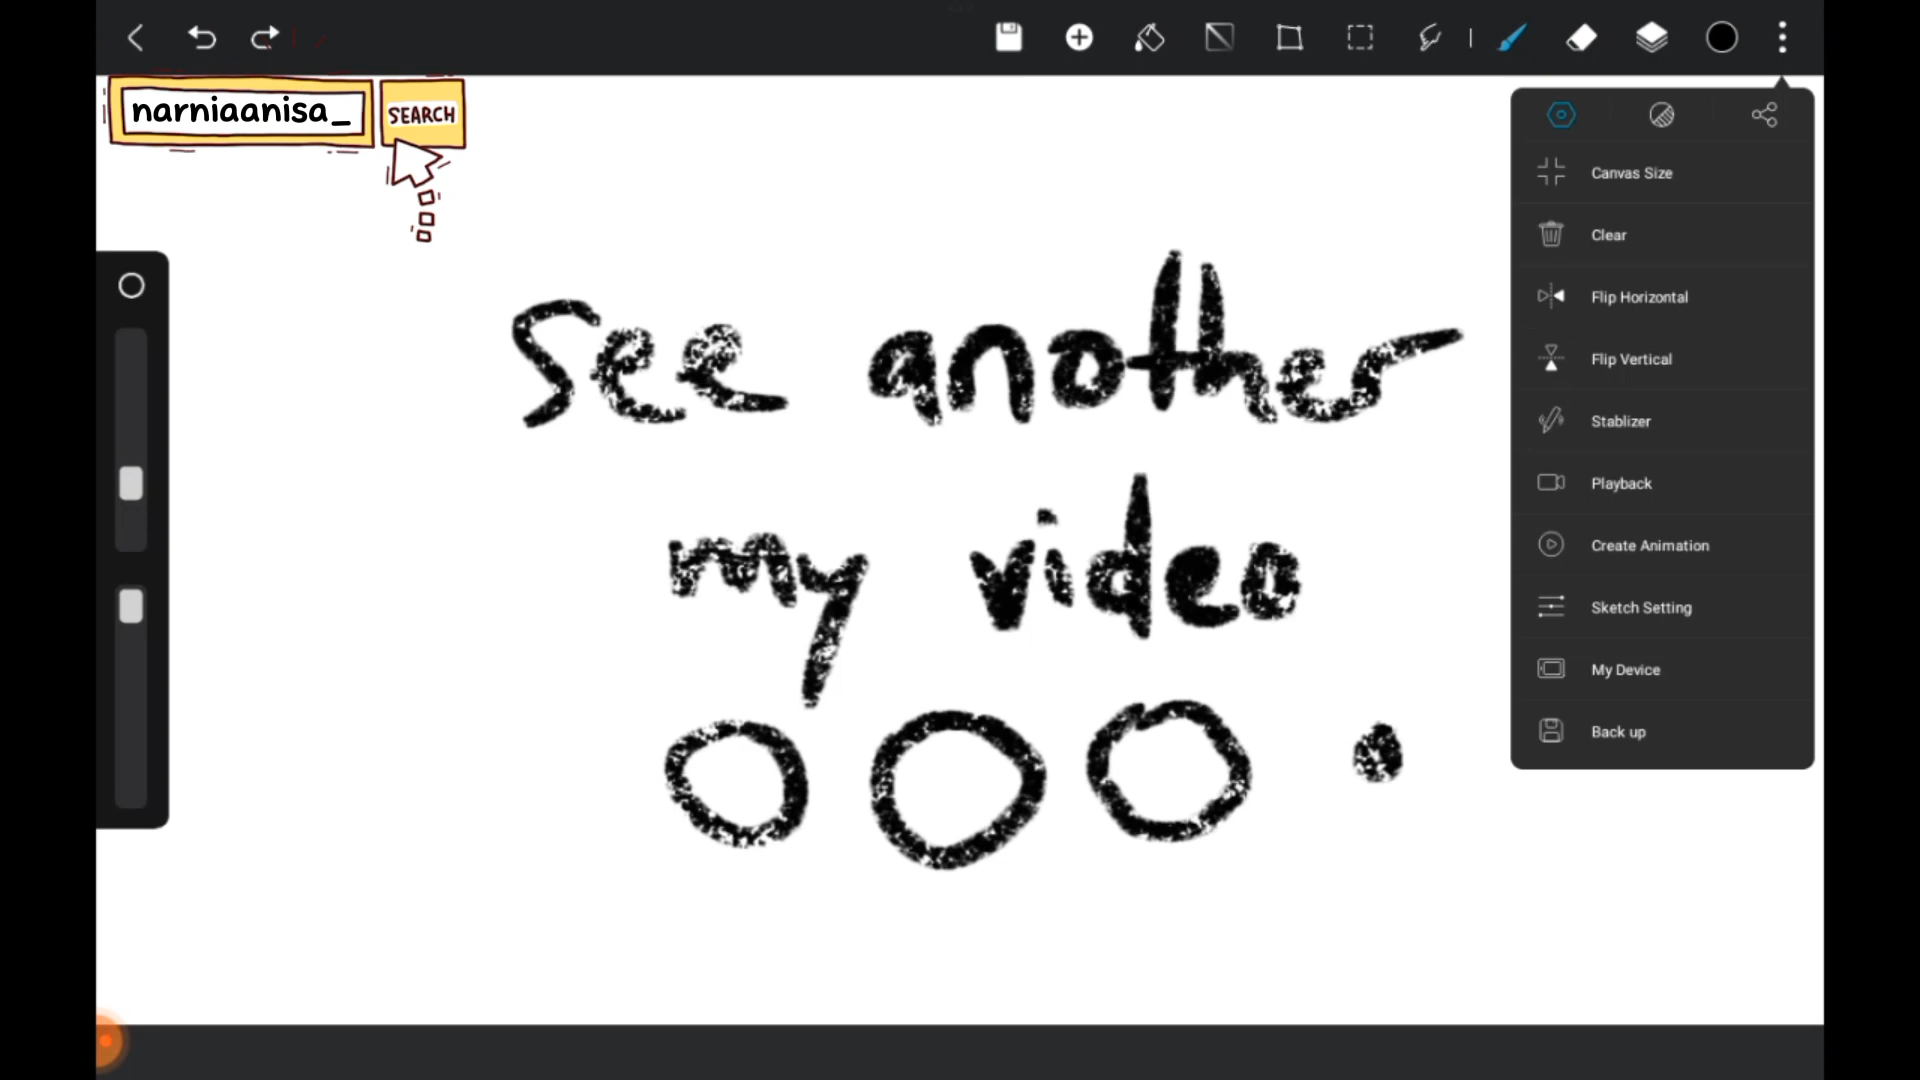 narniaanisa_
SEARCH
see another
my video
Canvas Size
Clear
Flip Horizontal
Flip Vertical
Stablizer
Playback
Create Animation
Sketch Setting
My Device
Back up